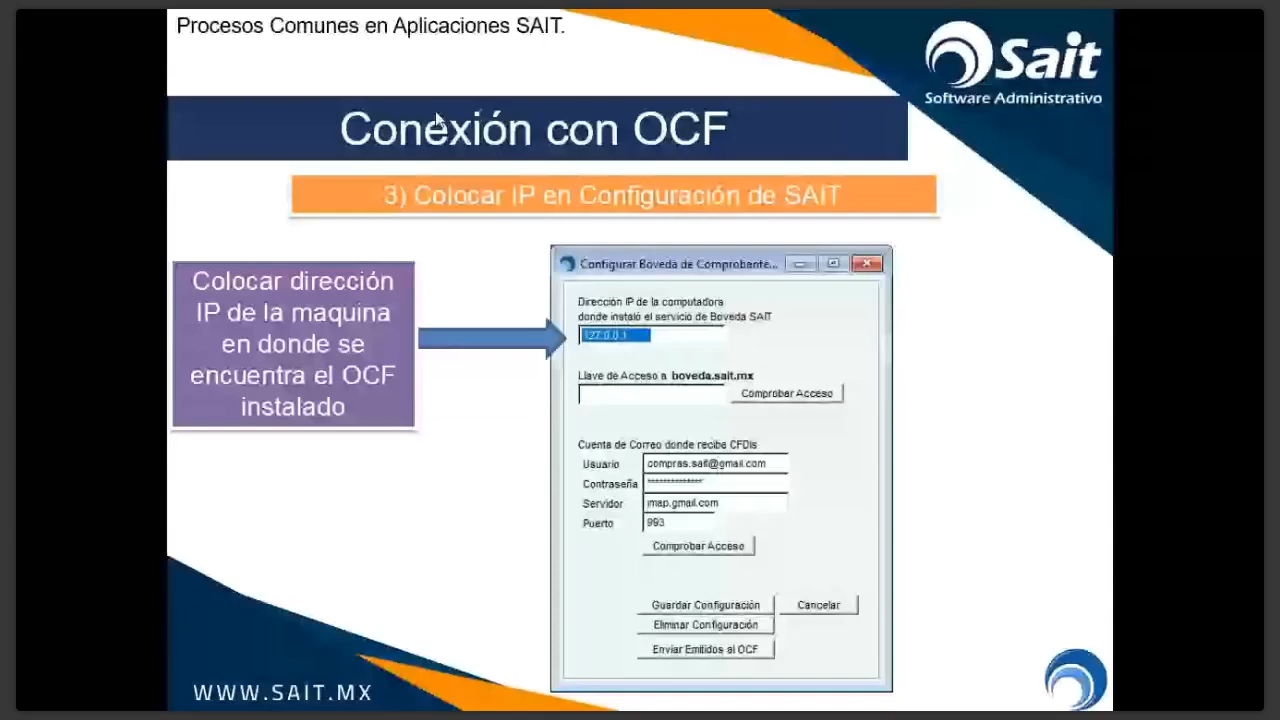 Procesos Comunes en Aplicaciones SAIT.
Sait
Software Administrativo
Conexión con OCF
3) Colocar IP en Configuración de SAIT
Colocar dirección
IP de la maquina
en donde se
encuentra el OCF
instalado
Configurar Boveda de Comprobante...
Dirección IP de la computadora
donde instaló el servicio de Boveda SAIT
127.0.0.1
Llave de Acceso a boveda.sait.mx
Comprobar Acceso
Cuenta de Correo donde recibe CFDIs
Usuario compras.sait@gmail.com
Contraseña **************
Servidor imap.gmail.com
Puerto 993
Comprobar Acceso
Guardar Configuración Cancelar
Eliminar Configuración
Enviar Emitidos al OCF
WWW.SAIT.MX